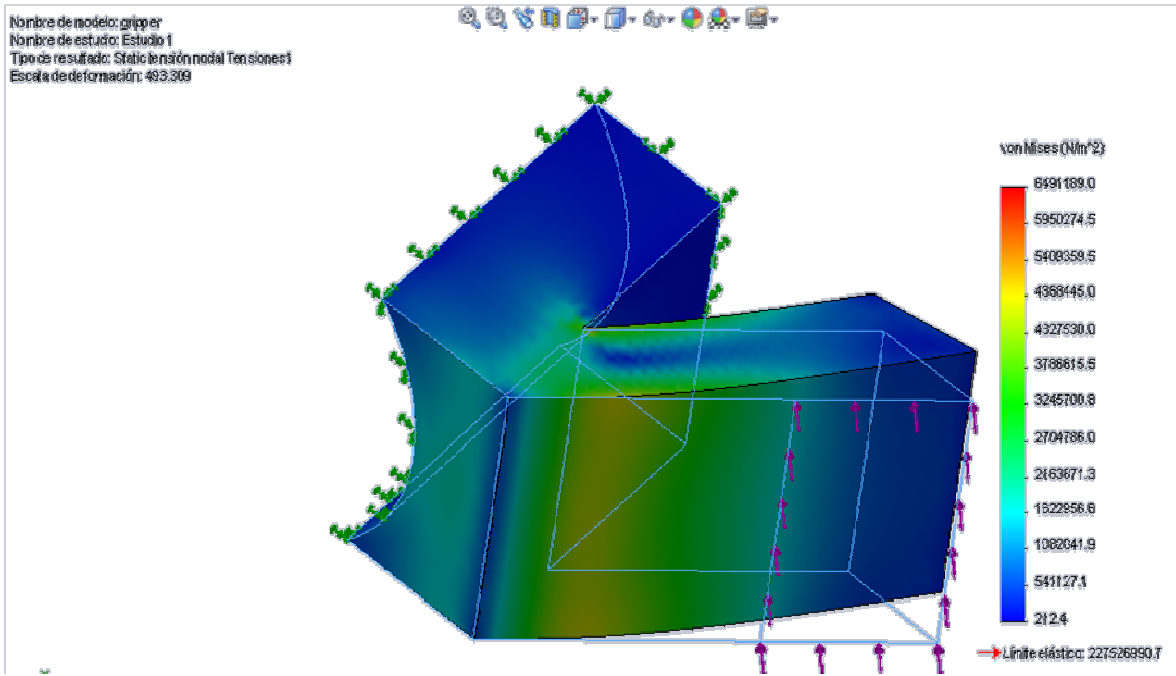 Nombre de modelo: gripper
Nombre de estudio: Estudio 1
Tipo de resultado: Static tensión nodal Tensiones1
Escala de deformación: 493.309
von Mises (N/m^2)
6491189.0
5950274.5
5409359.5
4868445.0
4327530.0
3786615.5
3245700.8
2704786.0
2163871.3
1622956.6
1082041.9
541127.1
212.4
Límite elástico: 227526990.7